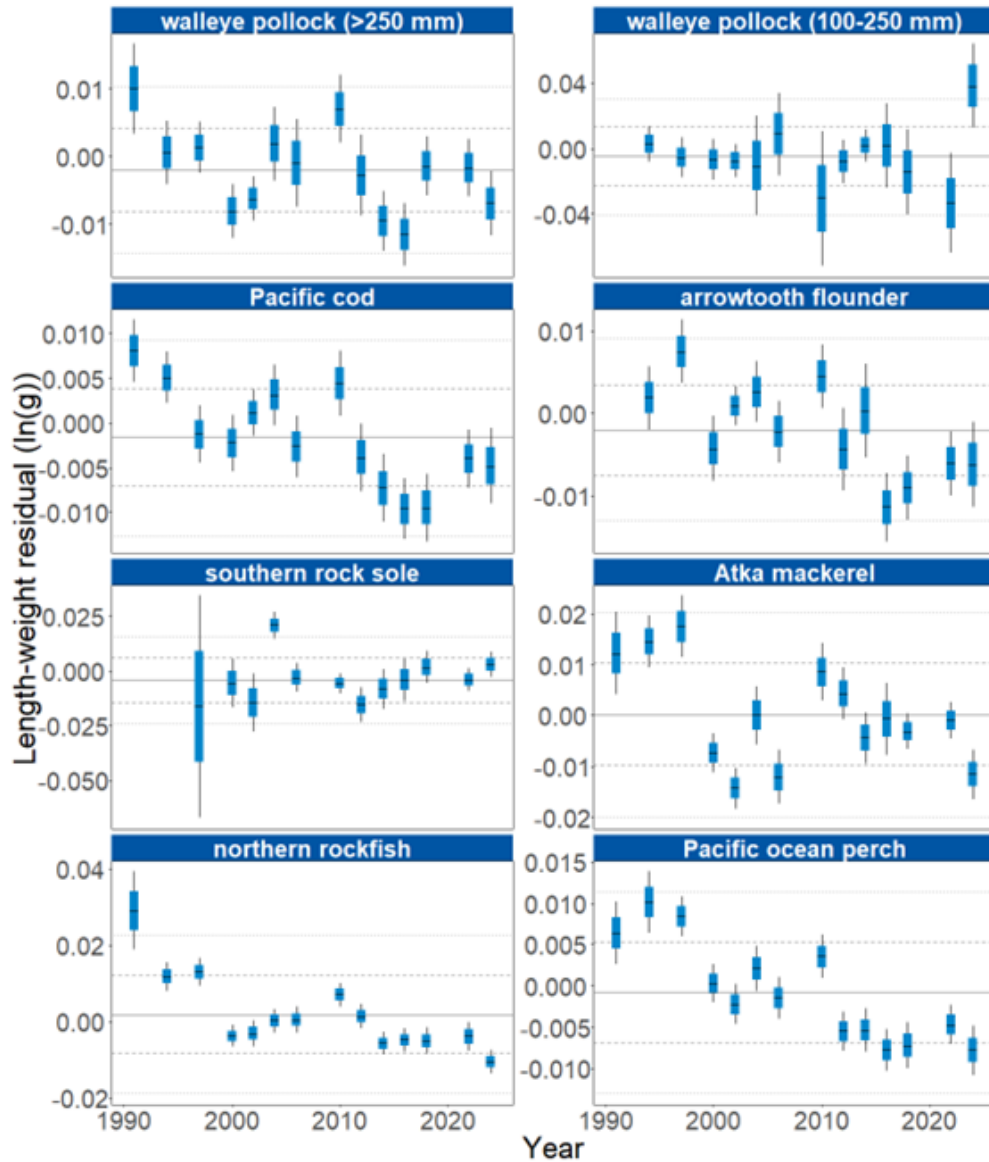 walleye pollock (>250 mm)
walleye pollock (100-250 mm)
0.01
0.00
-0.01
0.04
0.00
-0.04
Pacific cod
arrowtooth flounder
0.010
0.005
0.000
-0.005
-0.010
0.01
0.00
-0.01
Length-weight residual (ln(g))
southern rock sole
Atka mackerel
0.025
0.000
-0.025
-0.050
0.02
0.01
0.00
-0.01
-0.02
northern rockfish
Pacific ocean perch
0.04
0.02
0.00
-0.02
0.015
0.010
0.005
0.000
-0.005
-0.010
1990 2000 2010 2020
1990 2000 2010 2020
Year